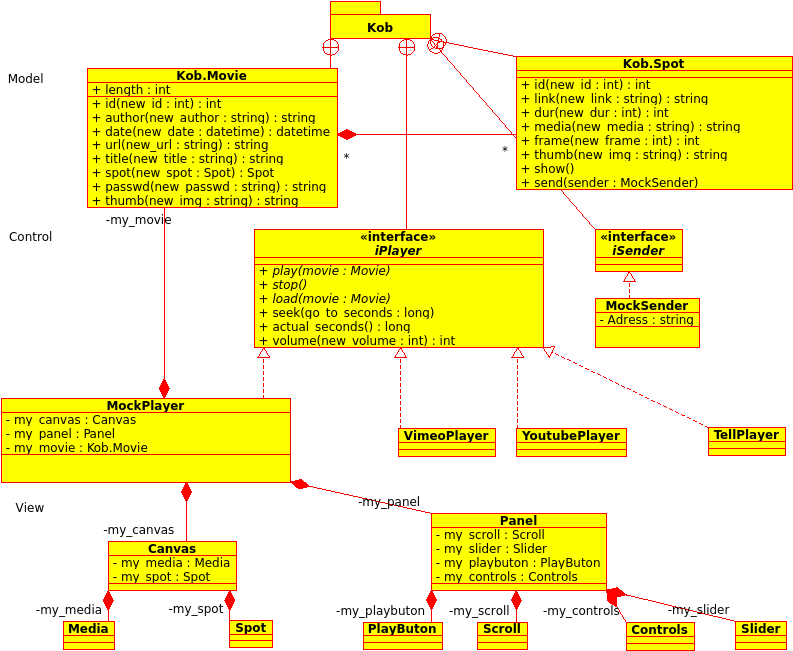 Kob
Model
Kob.Movie
+ length : int
+ id(new_id : int) : int
+ author(new_author : string) : string
+ date(new_date : datetime) : datetime
+ url(new_url : string) : string
+ title(new_title : string) : string
+ spot(new_spot : Spot) : Spot
+ passwd(new_passwd : string) : string
+ thumb(new_img : string) : string
Kob.Spot
+ id(new_id : int) : int
+ link(new_link : string) : string
+ dur(new_dur : int) : int
+ media(new_media : string) : string
+ frame(new_frame : int) : int
+ thumb(new_img : string) : string
+ show()
+ send(sender : MockSender)
*
*
-my_movie
Control
«interface»
iPlayer
+ play(movie : Movie)
+ stop()
+ load(movie : Movie)
+ seek(go_to_seconds : long)
+ actual_seconds() : long
+ volume(new_volume : int) : int
«interface»
iSender
MockSender
- Adress : string
MockPlayer
- my_canvas : Canvas
- my_panel : Panel
- my_movie : Kob.Movie
VimeoPlayer
YoutubePlayer
TellPlayer
View
-my_canvas
-my_panel
Canvas
- my_media : Media
- my_spot : Spot
Panel
- my_scroll : Scroll
- my_slider : Slider
- my_playbuton : PlayButon
- my_controls : Controls
-my_media
-my_spot
-my_playbuton
-my_scroll
-my_controls
-my_slider
Media
Spot
PlayButon
Scroll
Controls
Slider